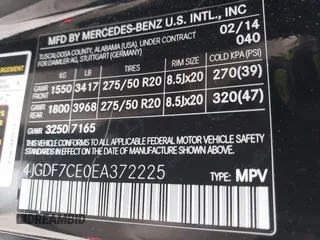 MFD BY MERCEDES-BENZ U.S. INTL., INC
TUSCALOOSA COUNTY, ALABAMA (USA). UNDER 02/14
FOR DAIMLER AG, STUTTGART (GERMANY) 040
KG LB TIRE SIZE RIM SIZE COLD KPA(PSI)
GAWR FRONT 1550 3417 275/50 R20 8.5Jx20 270(39)
GAWR REAR 1800 3968 275/50 R20 8.5Jx20 320(47)
GVWR 3250 7165
THIS VEHICLE CONFORMS TO ALL APPLICABLE U.S.
FEDERAL MOTOR VEHICLE SAFETY STANDARDS IN EFFECT
ON THE DATE OF MANUFACTURE SHOWN ABOVE.
4JGDF7CE0EA372225
TYPE: MPV